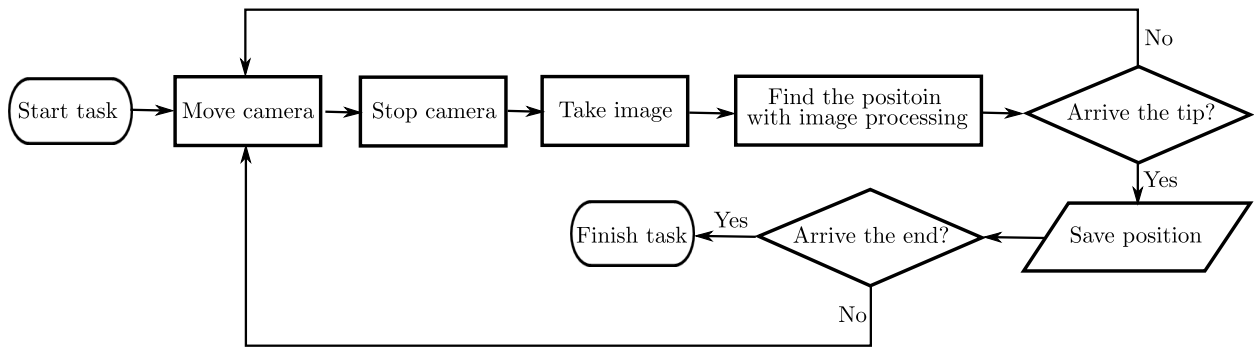 No
Start task
Move camera
Stop camera
Take image
Find the positoin
with image processing
Arrive the tip?
Yes
Finish task
Yes
Arrive the end?
Save position
No